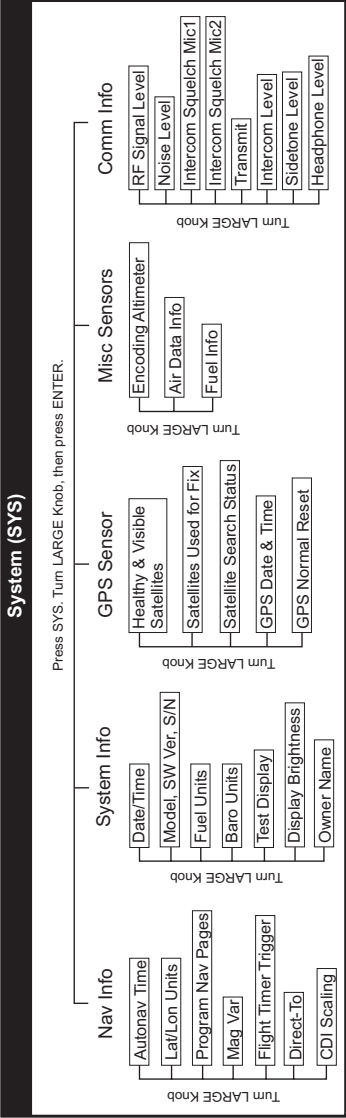 System (SYS)
Press SYS. Turn LARGE Knob, then press ENTER.
Nav Info
Autonav Time
Lat/Lon Units
Program Nav Pages
Mag Var
Flight Timer Trigger
Direct-To
CDI Scaling
Turn LARGE Knob
System Info
Date/Time
Model, SW Ver, S/N
Fuel Units
Baro Units
Test Display
Display Brightness
Owner Name
Turn LARGE Knob
GPS Sensor
Healthy & Visible
Satellites
Satellites Used for Fix
Satellite Search Status
GPS Date & Time
GPS Normal Reset
Turn LARGE Knob
Misc Sensors
Encoding Altimeter
Air Data Info
Fuel Info
Turn LARGE Knob
Comm Info
RF Signal Level
Noise Level
Intercom Squelch Mic1
Intercom Squelch Mic2
Transmit
Intercom Level
Sidetone Level
Headphone Level
Turn LARGE Knob